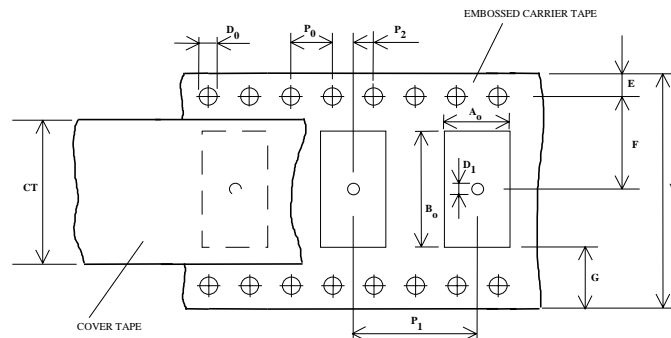 EMBOSSED CARRIER TAPE
D₀
P₀
P₂
E
A₀
F
D₁
CT
B₀
G
P₁
COVER TAPE